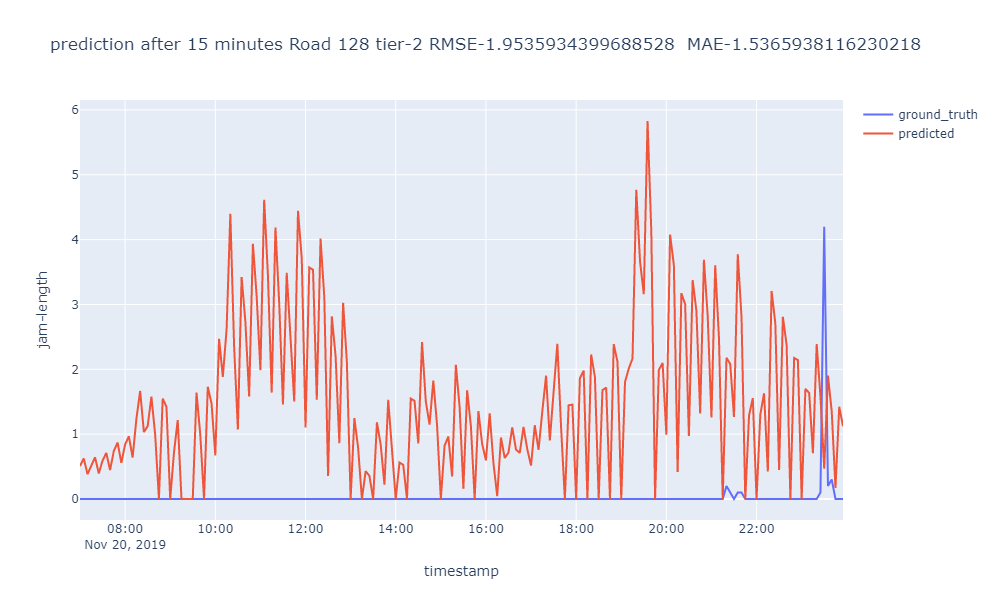 prediction after 15 minutes Road 128 tier-2 RMSE-1.9535934399688528  MAE-1.5365938116230218
ground_truth
predicted
jam-length
6
5
4
3
2
1
0
08:00 10:00 12:00 14:00 16:00 18:00 20:00 22:00
Nov 20, 2019
timestamp